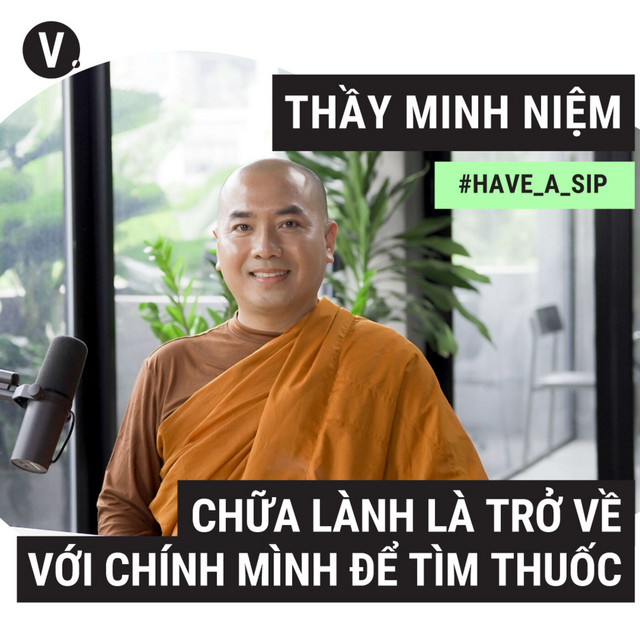 V.
THẦY MINH NIỆM
#HAVE_A_SIP
CHỮA LÀNH LÀ TRỞ VỀ
VỚI CHÍNH MÌNH ĐỂ TÌM THUỐC